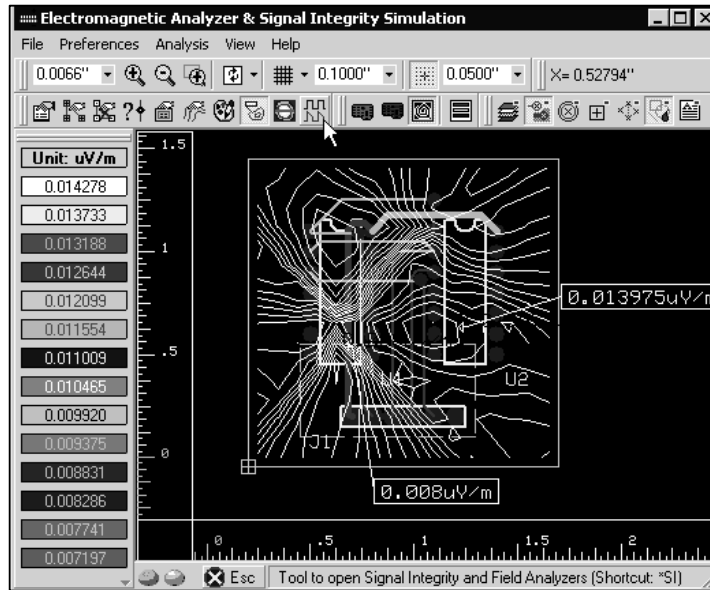 Electromagnetic Analyzer & Signal Integrity Simulation
File Preferences Analysis View Help
0.0066" 0.1000" 0.0500" X= 0.52794"
Unit: uV/m
0.014278
0.013733
0.013188
0.012644
0.012099
0.011554
0.011009
0.010465
0.009920
0.009375
0.008831
0.008286
0.007741
0.007197
1.5
1
.5
0
0.013975uV/m
U4
U2
J1
0.008uV/m
0 .5 1 1.5 2
Esc Tool to open Signal Integrity and Field Analyzers (Shortcut: *SI)